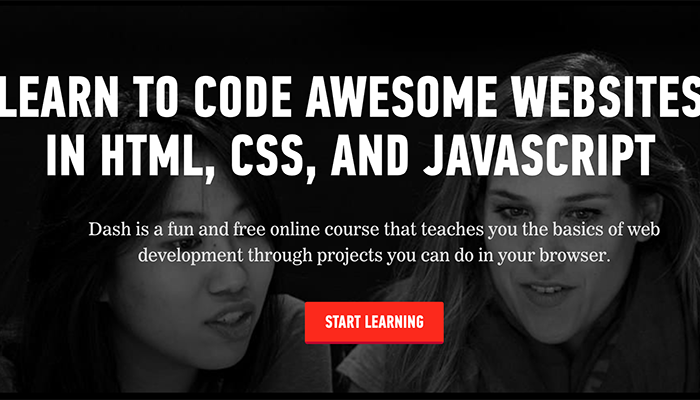 LEARN TO CODE AWESOME WEBSITES
IN HTML, CSS, AND JAVASCRIPT
Dash is a fun and free online course that teaches you the basics of web
development through projects you can do in your browser.
START LEARNING